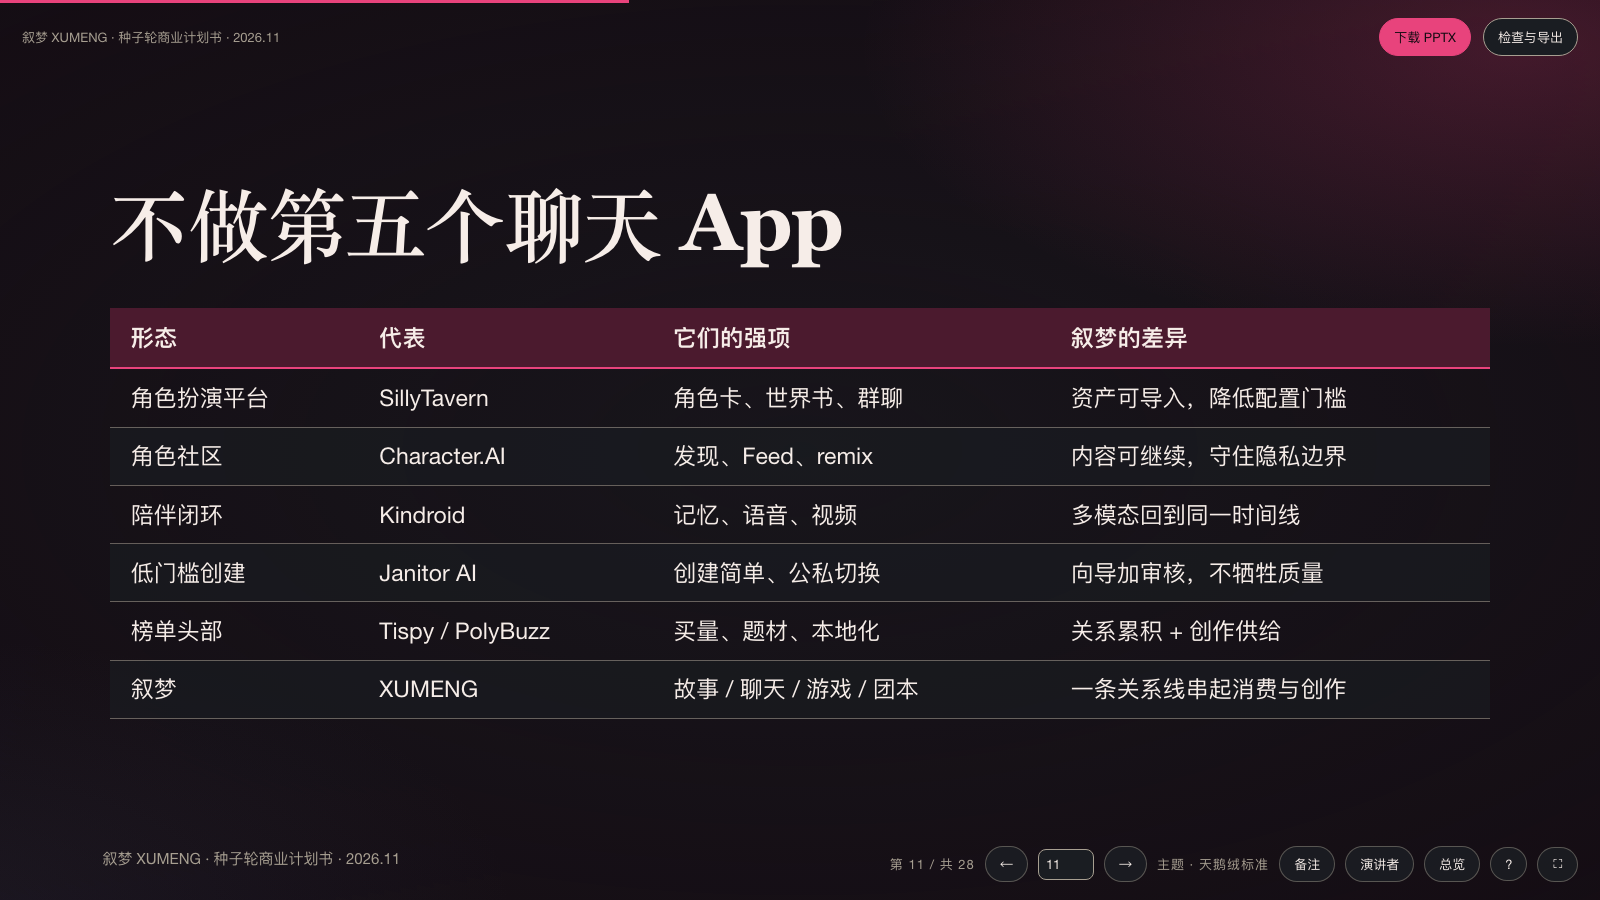 叙梦 XUMENG · 种子轮商业计划书 · 2026.11
下载 PPTX
检查与导出
不做第五个聊天 App
形态 代表 它们的强项 叙梦的差异
角色扮演平台 SillyTavern 角色卡、世界书、群聊 资产可导入，降低配置门槛
角色社区 Character.AI 发现、Feed、remix 内容可继续，守住隐私边界
陪伴闭环 Kindroid 记忆、语音、视频 多模态回到同一时间线
低门槛创建 Janitor AI 创建简单、公私切换 向导加审核，不牺牲质量
榜单头部 Tispy / PolyBuzz 买量、题材、本地化 关系累积 + 创作供给
叙梦 XUMENG 故事 / 聊天 / 游戏 / 团本 一条关系线串起消费与创作
叙梦 XUMENG · 种子轮商业计划书 · 2026.11
第 11 / 共 28 ← 11 → 主题 · 天鹅绒标准 备注 演讲者 总览 ?